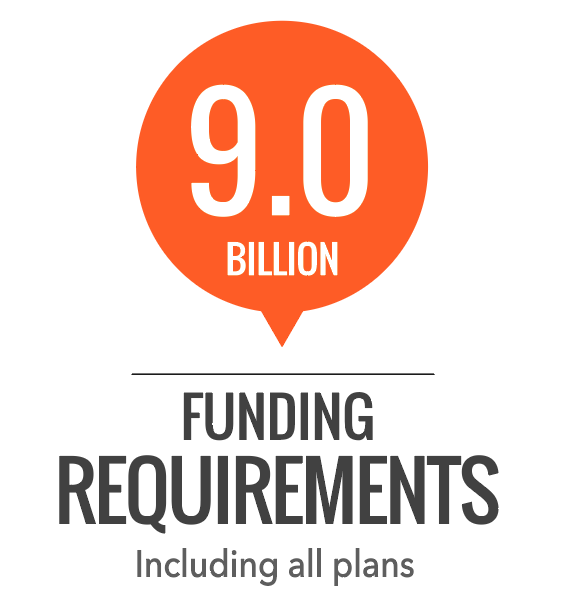 9.0
BILLION
FUNDING
REQUIREMENTS
Including all plans